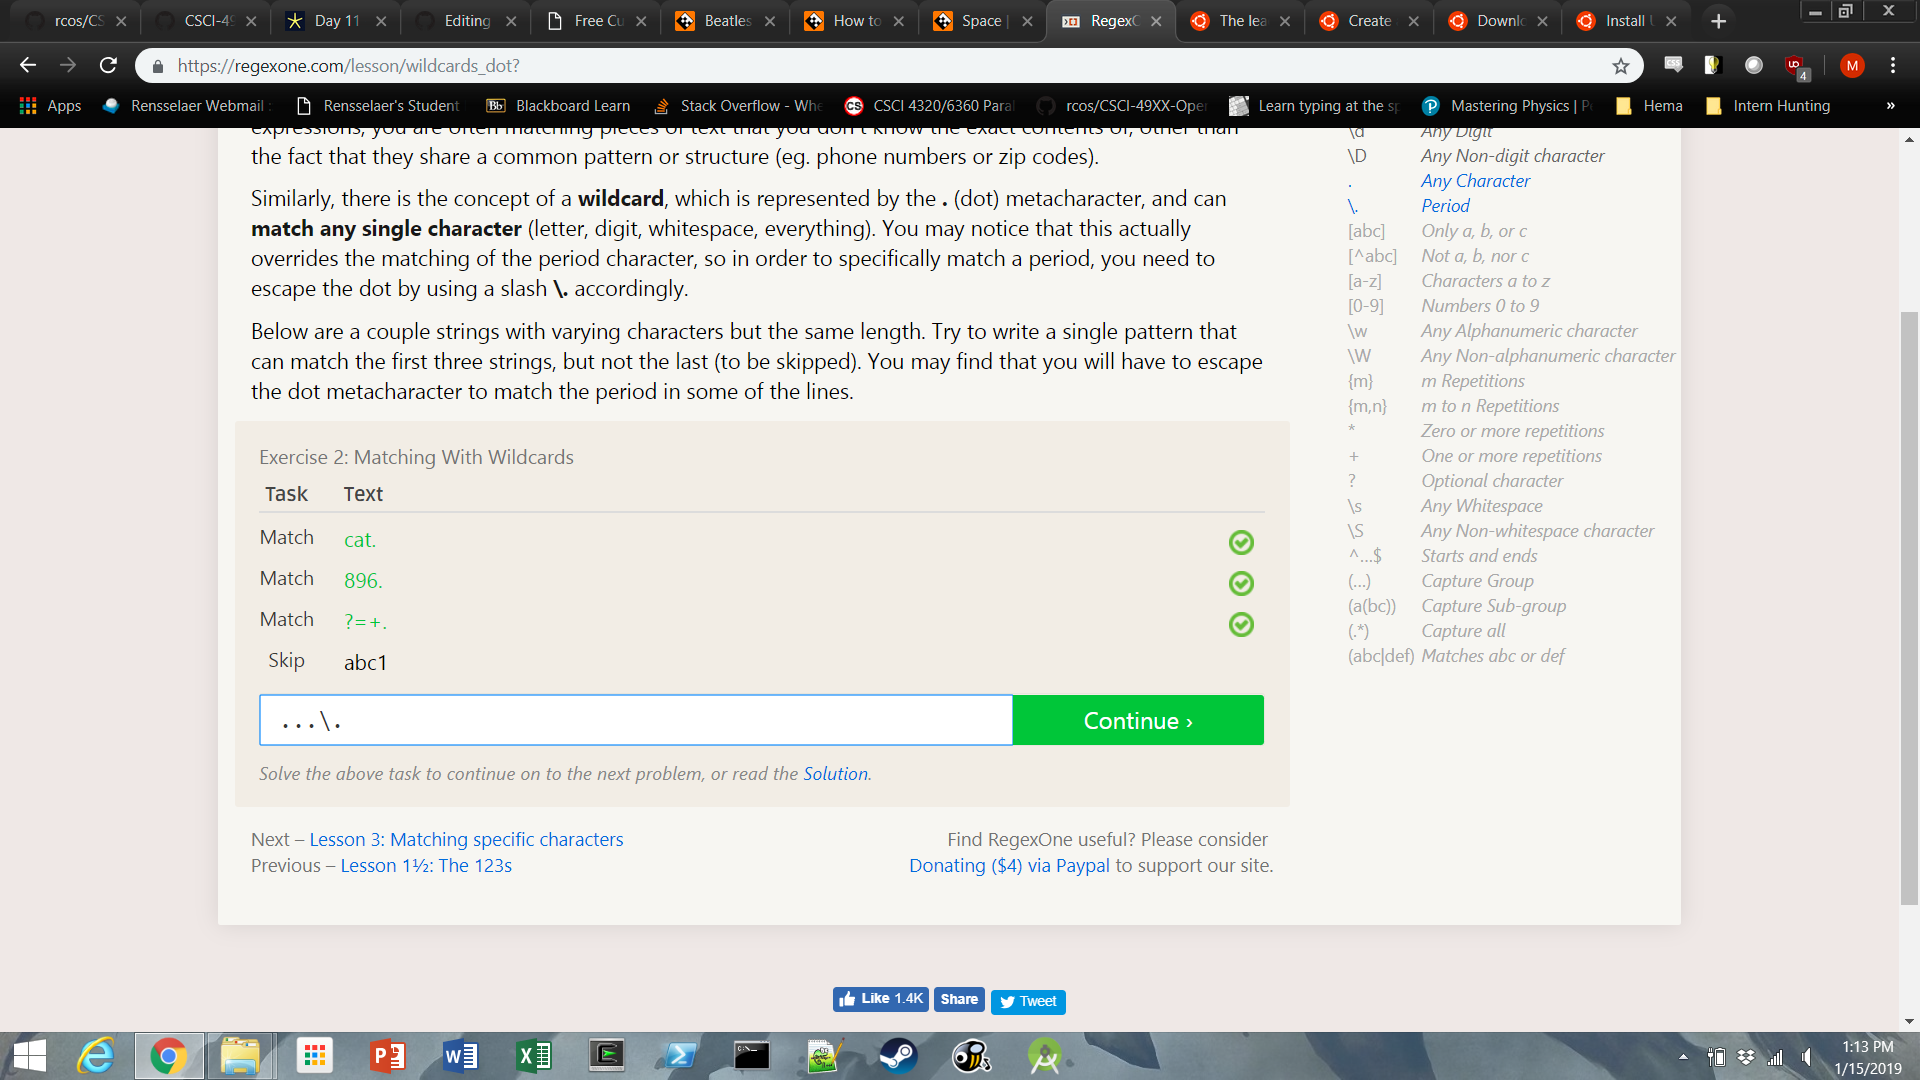 rcos/CS
CSCI-49
Day 11
Editing
Free Cu
Beatles
How to
Space |
RegexO
The lea
Create
Downlo
Install
https://regexone.com/lesson/wildcards_dot?
4
M
Apps
Rensselaer Webmail :
Rensselaer's Student
Bb Blackboard Learn
Stack Overflow - Whe
CS CSCI 4320/6360 Paral
rcos/CSCI-49XX-Oper
Learn typing at the sp
Mastering Physics | P
Hema
Intern Hunting
»
the fact that they share a common pattern or structure (eg. phone numbers or zip codes).
Similarly, there is the concept of a wildcard, which is represented by the . (dot) metacharacter, and can
match any single character (letter, digit, whitespace, everything). You may notice that this actually
overrides the matching of the period character, so in order to specifically match a period, you need to
escape the dot by using a slash \. accordingly.
Below are a couple strings with varying characters but the same length. Try to write a single pattern that
can match the first three strings, but not the last (to be skipped). You may find that you will have to escape
the dot metacharacter to match the period in some of the lines.
Exercise 2: Matching With Wildcards
Task Text
Match cat.
Match 896.
Match ?=+.
Skip abc1
...\.
Continue ›
Solve the above task to continue on to the next problem, or read the Solution.
Next – Lesson 3: Matching specific characters
Previous – Lesson 1½: The 123s
Find RegexOne useful? Please consider
Donating ($4) via Paypal to support our site.
\d Any Digit
\D Any Non-digit character
. Any Character
\. Period
[abc] Only a, b, or c
[^abc] Not a, b, nor c
[a-z] Characters a to z
[0-9] Numbers 0 to 9
\w Any Alphanumeric character
\W Any Non-alphanumeric character
{m} m Repetitions
{m,n} m to n Repetitions
* Zero or more repetitions
+ One or more repetitions
? Optional character
\s Any Whitespace
\S Any Non-whitespace character
^...$ Starts and ends
(...) Capture Group
(a(bc)) Capture Sub-group
(.*) Capture all
(abc|def) Matches abc or def
Like 1.4K
Share
Tweet
1:13 PM
1/15/2019